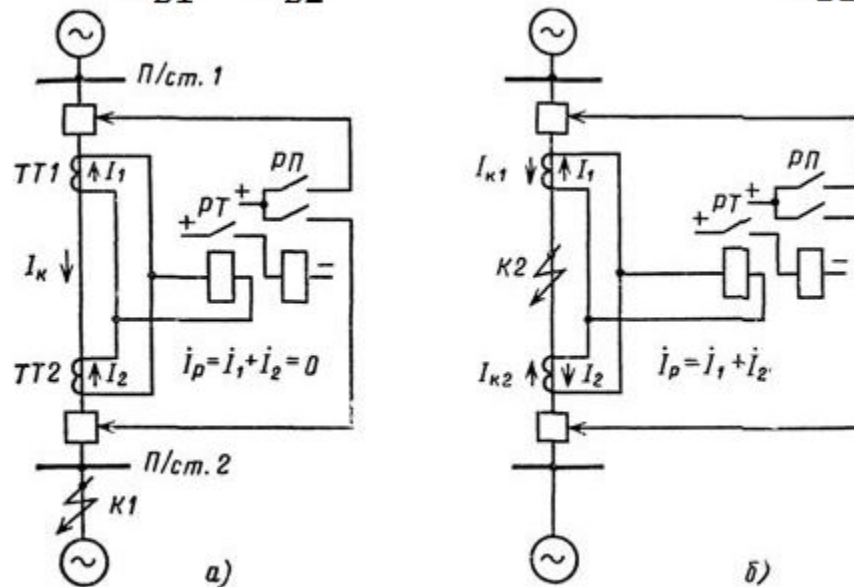 П/ст. 1
ТТ1
I₁
РП
+
РТ
+
Iк
–
ТТ2
I₂
İр = İ₁ + İ₂ = 0
П/ст. 2
К1
а)
Iк1
I₁
РП
+
РТ
+
К2
–
Iк2
I₂
İр = İ₁ + İ₂
б)